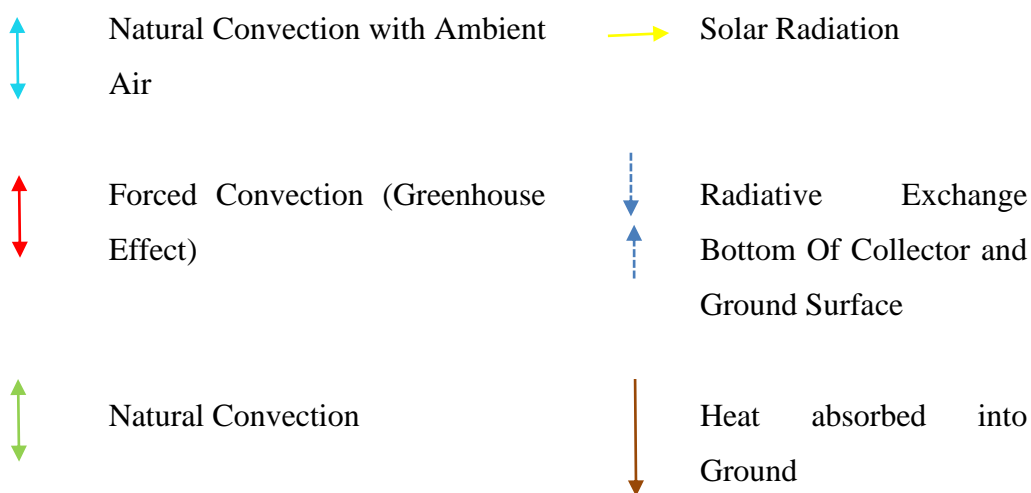 Natural Convection with Ambient
Air
Solar Radiation
Forced Convection (Greenhouse
Effect)
Radiative Exchange
Bottom Of Collector and
Ground Surface
Natural Convection
Heat absorbed into
Ground